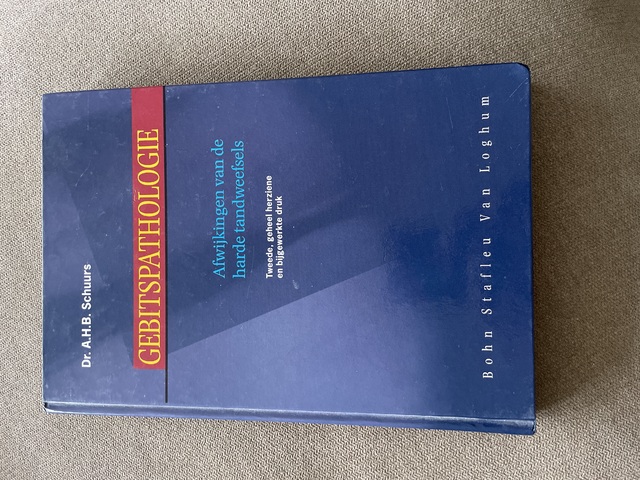 Dr. A.H.B. Schuurs
GEBITSPATHOLOGIE
Afwijkingen van de
harde tandweefsels
Tweede, geheel herziene
en bijgewerkte druk
Bohn Stafleu Van Loghum